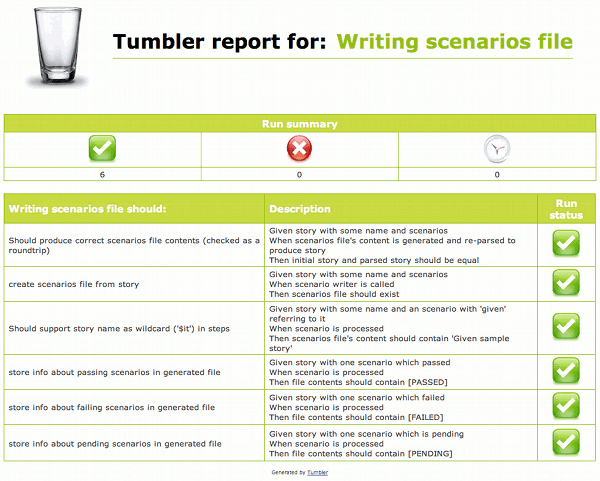 Tumbler report for: Writing scenarios file
Run summary
6 0 0
Writing scenarios file should: Description Run status
Should produce correct scenarios file contents (checked as a
roundtrip)
Given story with some name and scenarios
When scenarios file's content is generated and re-parsed to
produce story
Then initial story and parsed story should be equal
create scenarios file from story
Given story with some name and scenarios
When scenario writer is called
Then scenarios file should exist
Should support story name as wildcard ('$it') in steps
Given story with some name and an scenario with 'given'
referring to it
When scenario is processed
Then scenarios file's content should contain 'Given sample
story'
store info about passing scenarios in generated file
Given story with one scenario which passed
When scenario is processed
Then file contents should contain [PASSED]
store info about failing scenarios in generated file
Given story with one scenario which failed
When scenario is processed
Then file contents should contain [FAILED]
store info about pending scenarios in generated file
Given story with one scenario which is pending
When scenario is processed
Then file contents should contain [PENDING]
Generated by Tumbler